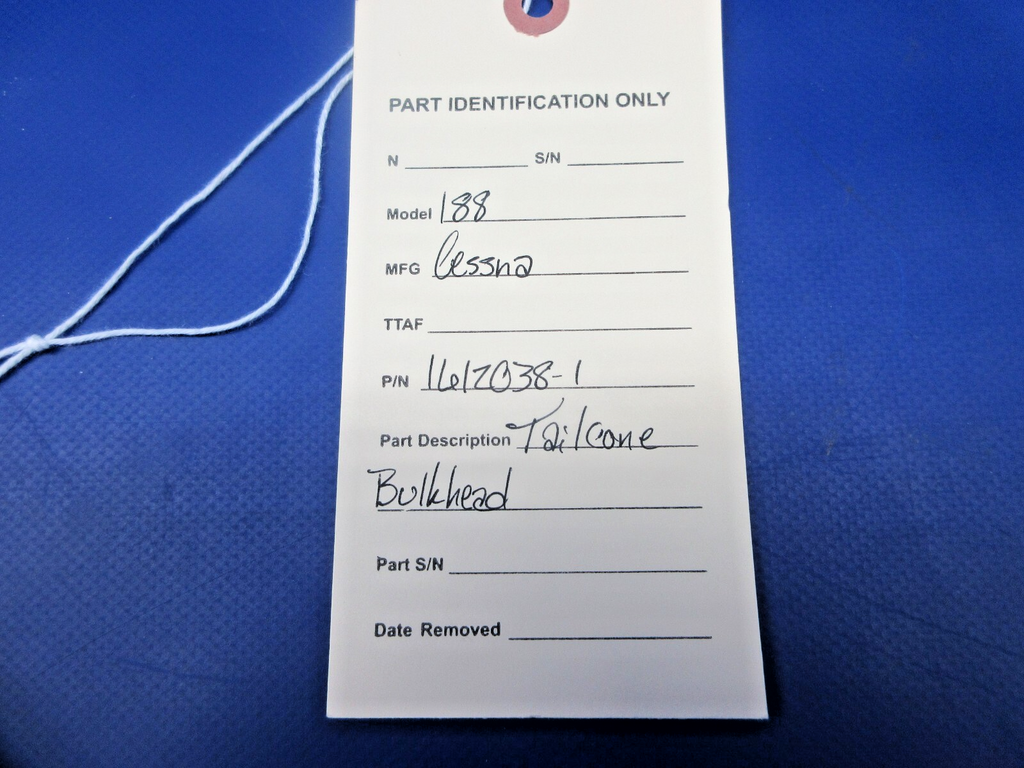 PART IDENTIFICATION ONLY
N S/N
Model 188
MFG Cessna
TTAF
P/N 1612038-1
Part Description Tailcone
Bulkhead
Part S/N
Date Removed